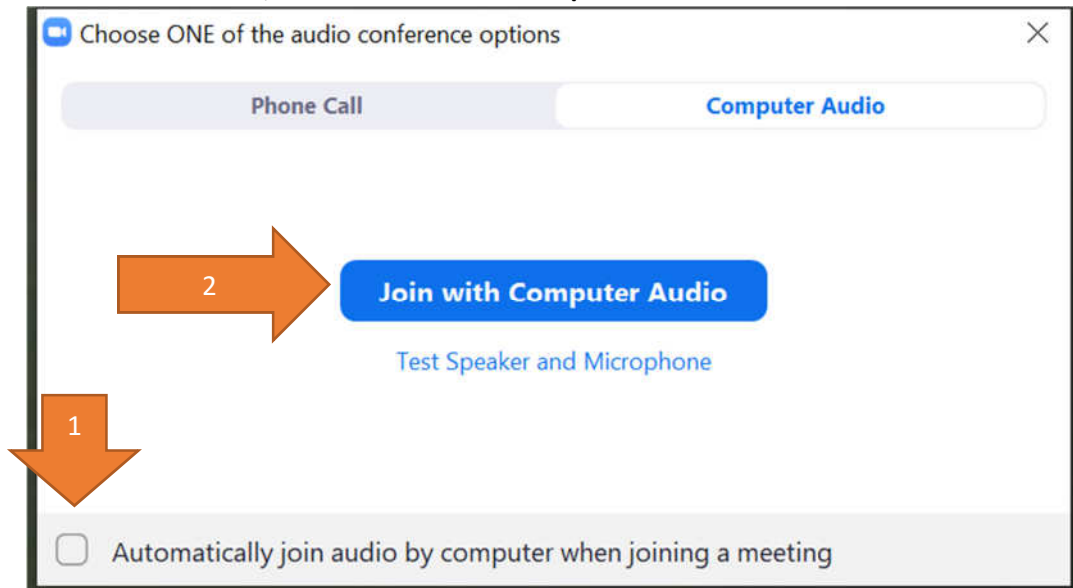 Choose ONE of the audio conference options
Phone Call Computer Audio
2
Join with Computer Audio
Test Speaker and Microphone
1
Automatically join audio by computer when joining a meeting